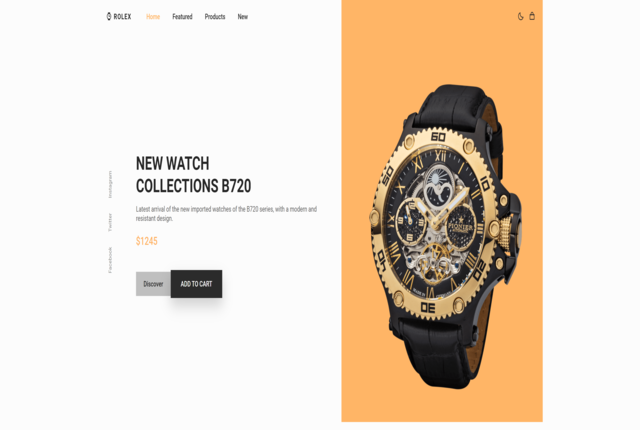 ROLEX
Home
Featured
Products
New
Instagram
Twitter
Facebook
NEW WATCH
COLLECTIONS B720
Latest arrival of the new imported watches of the B720 series, with a modern and
resistant design.
$1245
Discover
ADD TO CART
60
10
20
30
40
50
XII
PIONIER